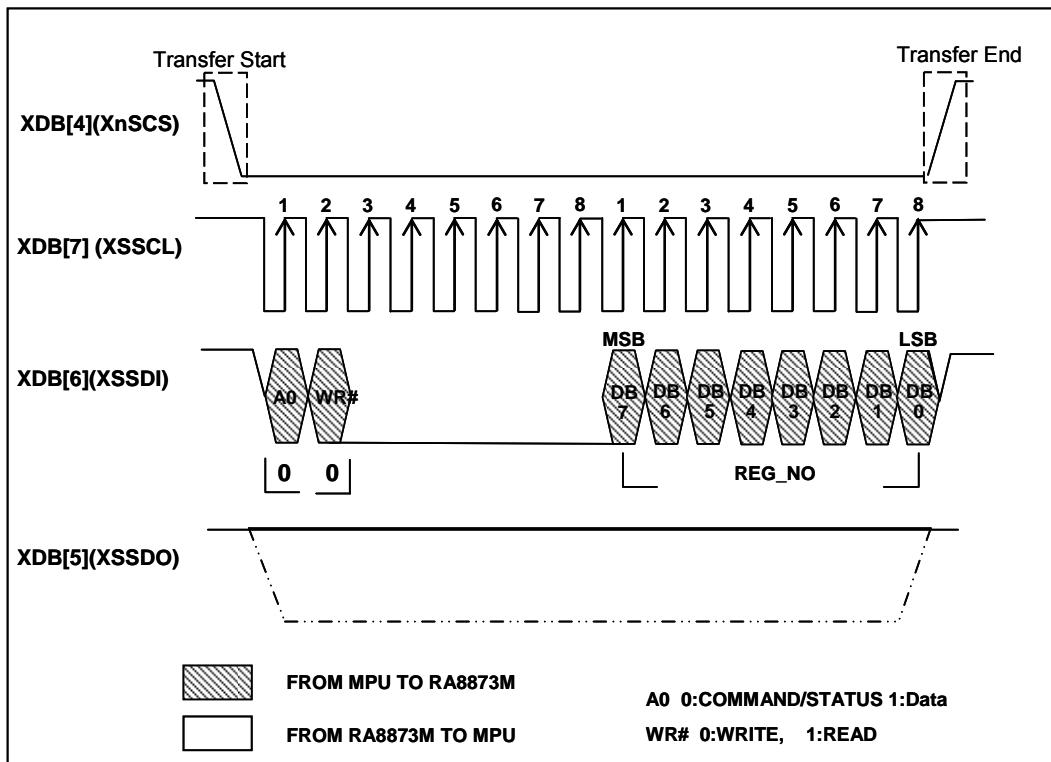 Transfer Start
Transfer End
XDB[4](XnSCS)
1 2 3 4 5 6 7 8 1 2 3 4 5 6 7 8
XDB[7] (XSSCL)
MSB LSB
XDB[6](XSSDI)
A0 WR# DB 7 DB 6 DB 5 DB 4 DB 3 DB 2 DB 1 DB 0
0 0 REG_NO
XDB[5](XSSDO)
FROM MPU TO RA8873M
A0 0:COMMAND/STATUS 1:Data
FROM RA8873M TO MPU
WR# 0:WRITE, 1:READ